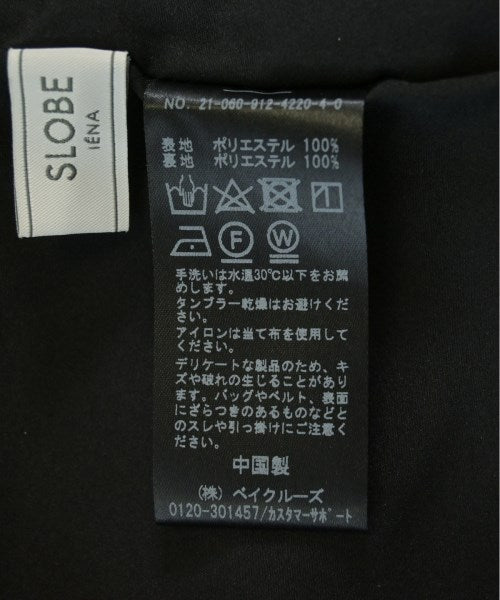 SLOBE
IÉNA
NO. 21-060-912-4220-4-0
表地 ポリエステル 100%
裏地 ポリエステル 100%
F W
手洗いは水温30℃以下をお薦
めします。
タンブラー乾燥はお避けくだ
さい。
アイロンは当て布を使用して
ください。
デリケートな製品のため、キ
ズや破れの生じることがあり
ます。バッグやベルト、表面
にざらつきのあるものなどと
のスレや引っ掛けにご注意く
ださい。
中国製
(株) ベイクルーズ
0120-301457/カスタマーサポート